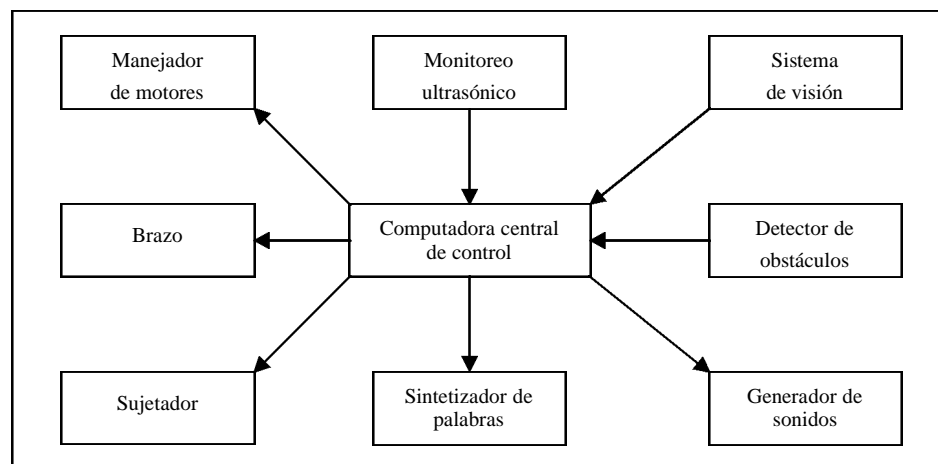 Manejador
de motores
Monitoreo
ultrasónico
Sistema
de visión
Brazo
Computadora central
de control
Detector de
obstáculos
Sujetador
Sintetizador de
palabras
Generador de
sonidos